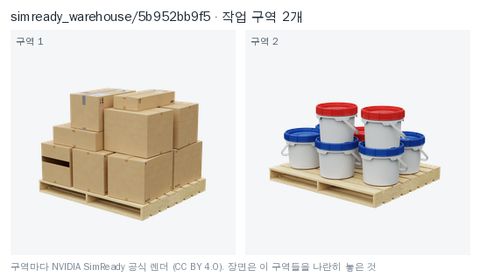 simready_warehouse/5b952bb9f5 · 작업 구역 2개
구역 1
구역 2
구역마다 NVIDIA SimReady 공식 렌더 (CC BY 4.0). 장면은 이 구역들을 나란히 놓은 것